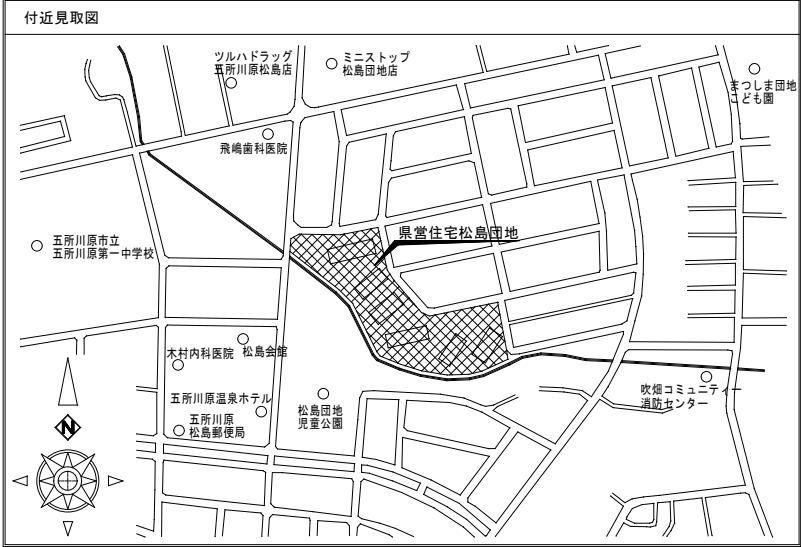 付近見取図
ツルハドラッグ
五所川原松島店
ミニストップ
松島団地店
まつしま団地
こども園
飛嶋歯科医院
県営住宅松島団地
五所川原市立
五所川原第一中学校
松島会館
木村内科医院
五所川原温泉ホテル
五所川原
松島郵便局
松島団地
児童公園
吹畑コミュニティー
消防センター
N